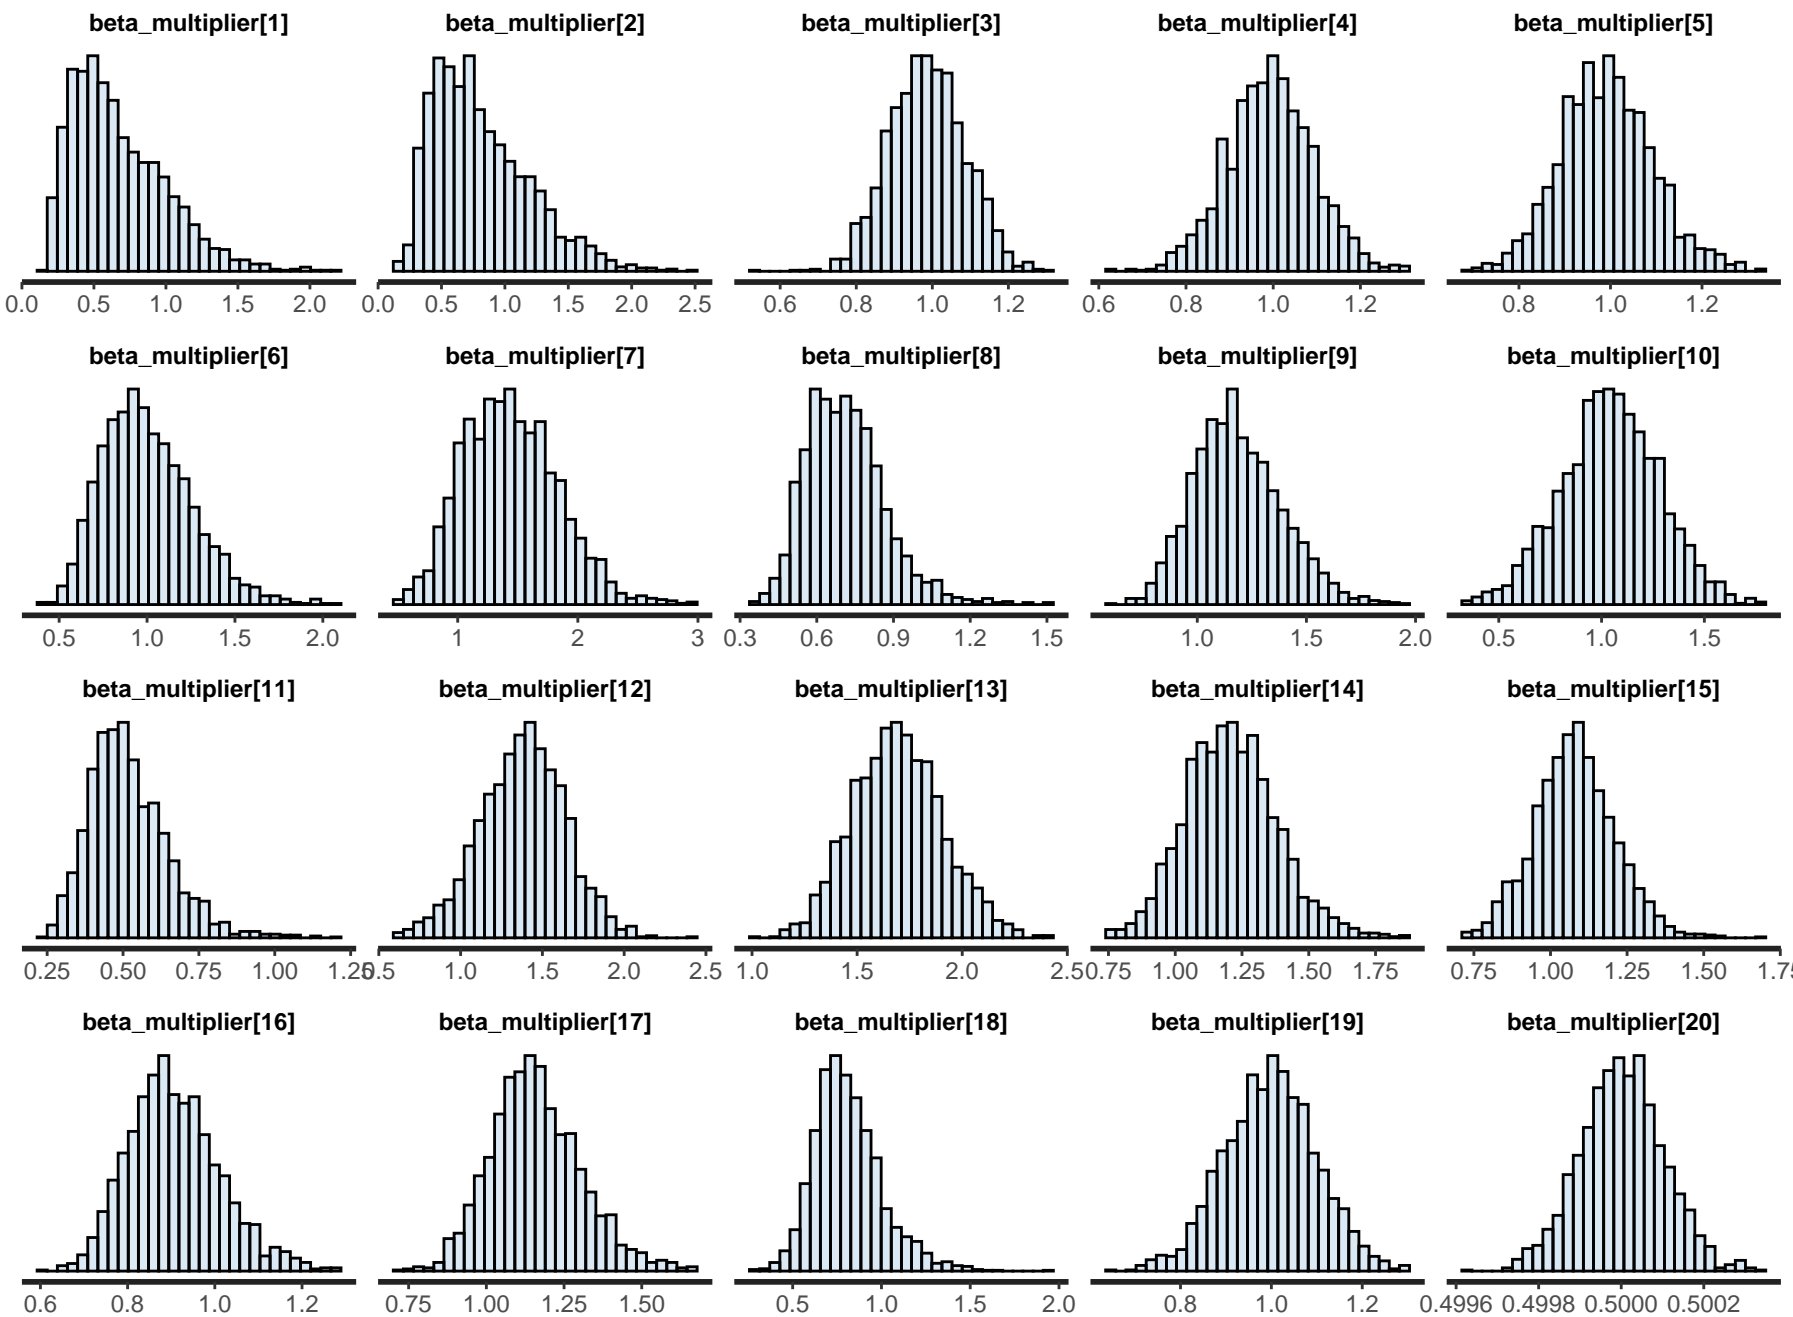 beta_multiplier[1] beta_multiplier[2] beta_multiplier[3] beta_multiplier[4] beta_multiplier[5]
0.0 0.5 1.0 1.5 2.0 0.0 0.5 1.0 1.5 2.0 2.5 0.6 0.8 1.0 1.2 0.6 0.8 1.0 1.2 0.8 1.0 1.2
beta_multiplier[6] beta_multiplier[7] beta_multiplier[8] beta_multiplier[9] beta_multiplier[10]
0.5 1.0 1.5 2.0 1 2 3 0.3 0.6 0.9 1.2 1.5 1.0 1.5 2.0 0.5 1.0 1.5
beta_multiplier[11] beta_multiplier[12] beta_multiplier[13] beta_multiplier[14] beta_multiplier[15]
0.25 0.50 0.75 1.00 1.25 0.5 1.0 1.5 2.0 2.5 1.0 1.5 2.0 2.5 0.75 1.00 1.25 1.50 1.75 0.75 1.00 1.25 1.50 1.75
beta_multiplier[16] beta_multiplier[17] beta_multiplier[18] beta_multiplier[19] beta_multiplier[20]
0.6 0.8 1.0 1.2 0.75 1.00 1.25 1.50 0.5 1.0 1.5 2.0 0.8 1.0 1.2 0.4996 0.4998 0.5000 0.5002